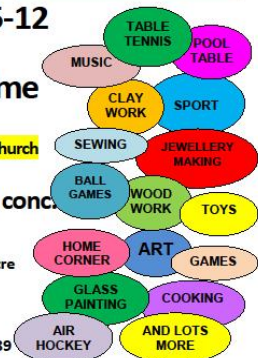 5-12
TABLE
TENNIS
POOL
TABLE
MUSIC
me
CLAY
WORK
SPORT
hurch
SEWING
JEWELLERY
MAKING
BALL
GAMES
conc.
WOOD
WORK
TOYS
HOME
CORNER
ART
GAMES
re
GLASS
PAINTING
COOKING
AIR
HOCKEY
AND LOTS
MORE
39